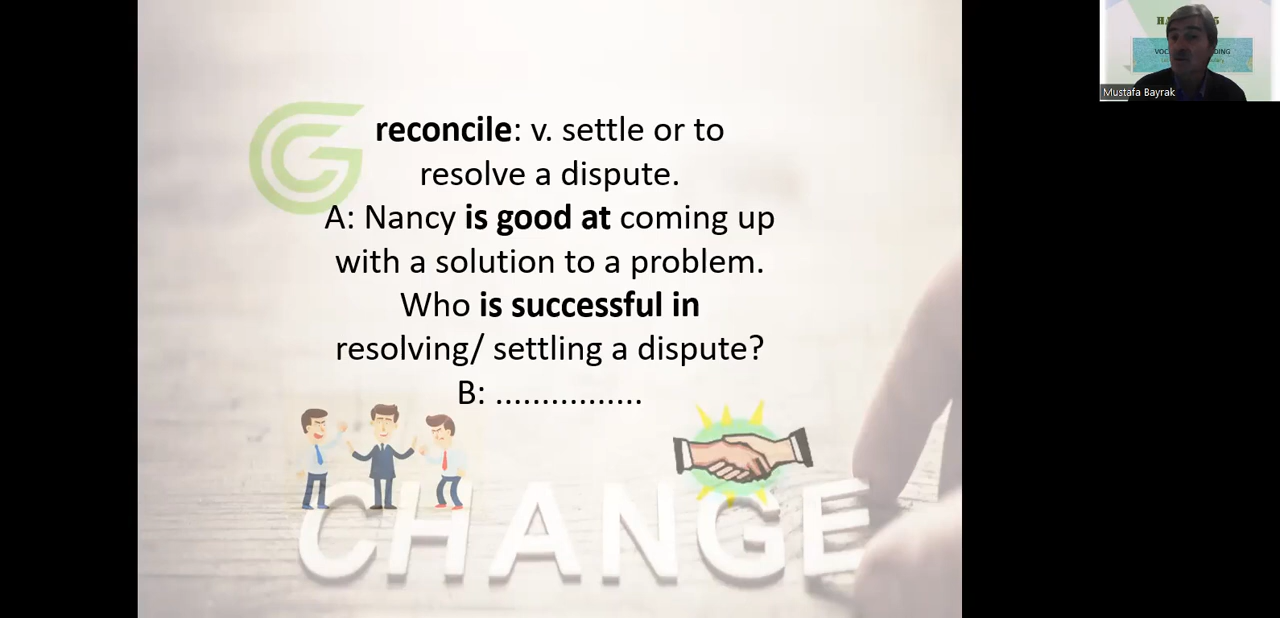 reconcile: v. settle or to
resolve a dispute.
A: Nancy is good at coming up
with a solution to a problem.
Who is successful in
resolving/ settling a dispute?
B: ................
CHANGE
Mustafa Bayrak